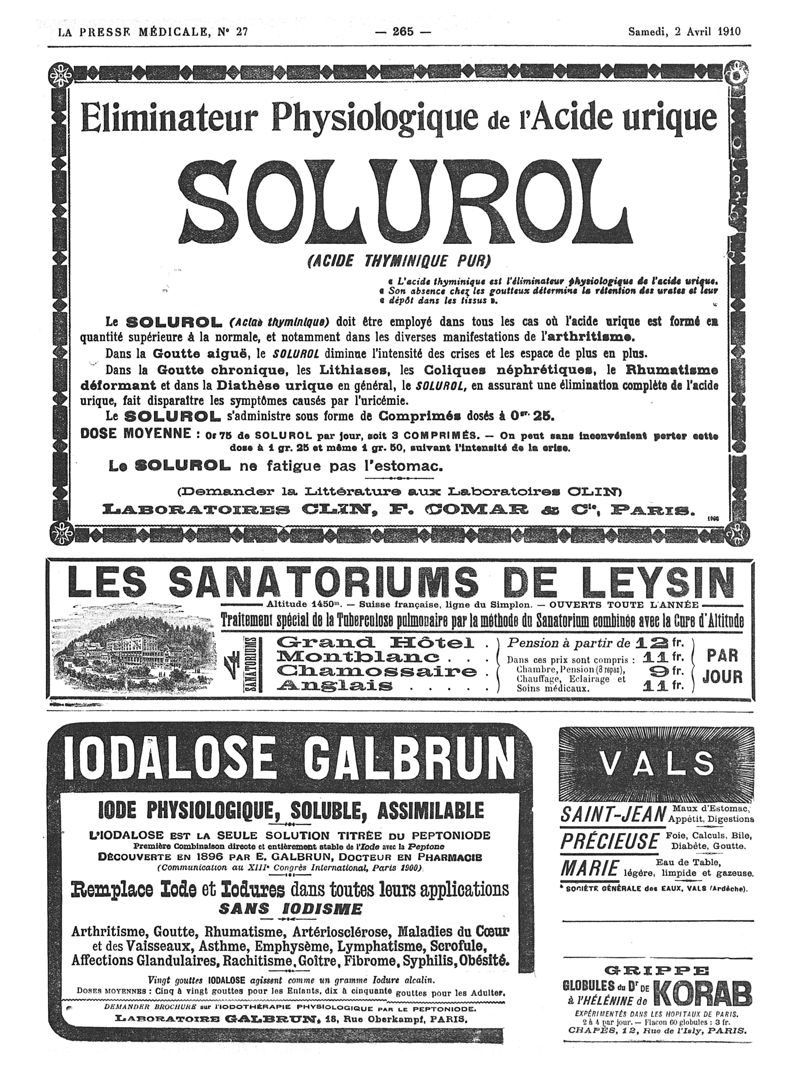 LA PRESSE MÉDICALE, N° 27
— 265 —
Samedi, 2 Avril 1910
Eliminateur Physiologique de l'Acide urique
SOLUROL
(ACIDE THYMINIQUE PUR)
« L'acide thyminique est l'éliminateur physiologique de l'acide urique.
« Son absence chez les goutteux détermine la rétention des urates et leur
« dépôt dans les tissus ».
Le SOLUROL (Acide thyminique) doit être employé dans tous les cas où l'acide urique est formé en
quantité supérieure à la normale, et notamment dans les diverses manifestations de l'arthritisme.
Dans la Goutte aiguë, le SOLUROL diminue l'intensité des crises et les espace de plus en plus.
Dans la Goutte chronique, les Lithiases, les Coliques néphrétiques, le Rhumatisme
déformant et dans la Diathèse urique en général, le SOLUROL, en assurant une élimination complète de l'acide
urique, fait disparaître les symptômes causés par l'uricémie.
Le SOLUROL s'administre sous forme de Comprimés dosés à 0gr. 25.
DOSE MOYENNE : 0r 75 de SOLUROL par jour, soit 3 COMPRIMÉS. — On peut sans inconvénient porter cette
dose à 1 gr. 25 et même 1 gr. 50, suivant l'intensité de la crise.
Le SOLUROL ne fatigue pas l'estomac.
(Demander la Littérature aux Laboratoires CLIN)
LABORATOIRES CLIN, F. COMAR & Cie, PARIS.
LES SANATORIUMS DE LEYSIN
Altitude 1450m. — Suisse française, ligne du Simplon. — OUVERTS TOUTE L'ANNÉE
Traitement spécial de la Tuberculose pulmonaire par la méthode du Sanatorium combinée avec la Cure d'Altitude
4 SANATORIUMS
Grand Hôtel .
Montblanc . . .
Chamossaire .
Anglais . . . . .
Pension à partir de 12 fr.
Dans ces prix sont compris : 11 fr.
Chambre, Pension (3 repas), 9 fr.
Chauffage, Eclairage et
Soins médicaux. 11 fr.
PAR
JOUR
IODALOSE GALBRUN
IODE PHYSIOLOGIQUE, SOLUBLE, ASSIMILABLE
L'IODALOSE EST LA SEULE SOLUTION TITRÉE DU PEPTONIODE
Première Combinaison directe et entièrement stable de l'Iode avec la Peptone
DÉCOUVERTE EN 1896 PAR E. GALBRUN, DOCTEUR EN PHARMACIE
(Communication au XIIIe Congrès International, Paris 1900).
Remplace Iode et Iodures dans toutes leurs applications
SANS IODISME
Arthritisme, Goutte, Rhumatisme, Artériosclérose, Maladies du Cœur
et des Vaisseaux, Asthme, Emphysème, Lymphatisme, Scrofule,
Affections Glandulaires, Rachitisme, Goître, Fibrome, Syphilis, Obésité.
Vingt gouttes IODALOSE agissent comme un gramme Iodure alcalin.
DOSES MOYENNES : Cinq à vingt gouttes pour les Enfants, dix à cinquante gouttes pour les Adultes.
DEMANDER BROCHURE sur l'IODOTHÉRAPIE PHYSIOLOGIQUE PAR LE PEPTONIODE.
LABORATOIRE GALBRUN, 18, Rue Oberkampf, PARIS.
VALS
SAINT-JEAN Maux d'Estomac,
Appétit, Digestions
PRÉCIEUSE Foie, Calculs, Bile,
Diabète, Goutte.
MARIE Eau de Table,
légère, limpide et gazeuse.
SOCIÉTÉ GÉNÉRALE des EAUX, VALS (Ardèche).
GRIPPE
GLOBULES du Dr DE KORAB
à l'HÉLÉNINE de
EXPÉRIMENTÉS DANS LES HOPITAUX DE PARIS.
2 à 4 par jour. — Flacon 60 globules : 3 fr.
CHAPÈS, 12, Rue de l'Isly, PARIS.